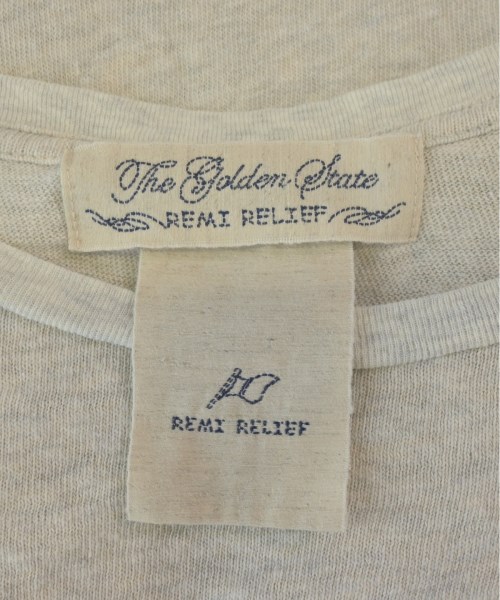 The Golden State
REMI RELIEF
REMI RELIEF